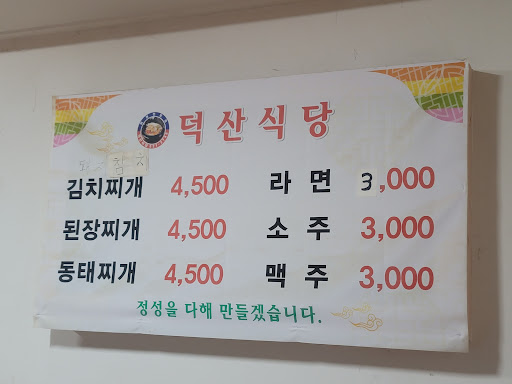 덕산식당
참치
김치찌개 4,500 라면 3,000
된장찌개 4,500 소주 3,000
동태찌개 4,500 맥주 3,000
정성을 다해 만들겠습니다.